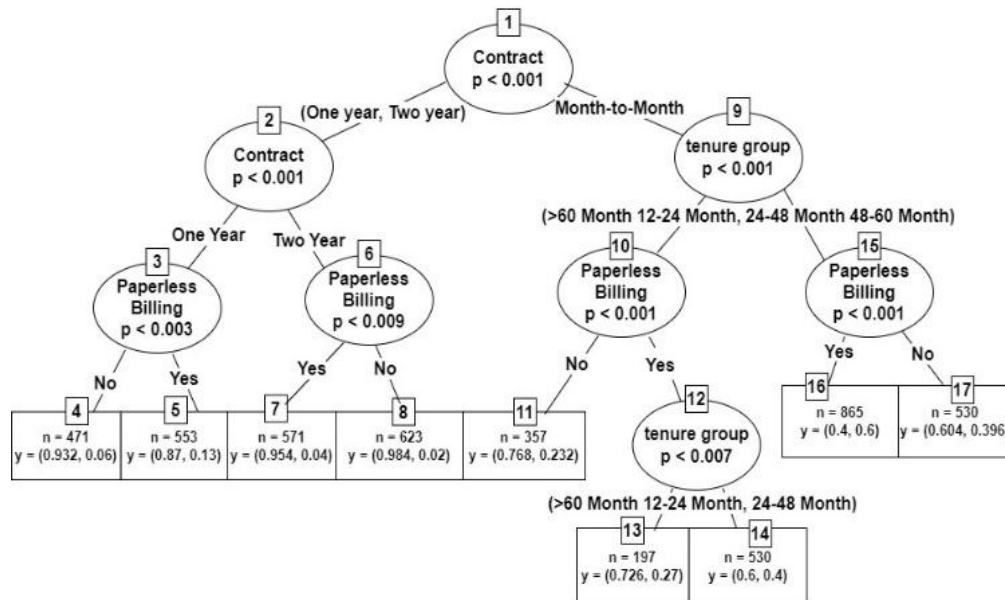 1
Contract
p < 0.001
(One year, Two year)
Month-to-Month
2
Contract
p < 0.001
9
tenure group
p < 0.001
One Year
Two Year
(>60 Month 12-24 Month, 24-48 Month 48-60 Month)
3
Paperless
Billing
p < 0.003
6
Paperless
Billing
p < 0.009
10
Paperless
Billing
p < 0.001
15
Paperless
Billing
p < 0.001
No
Yes
Yes
No
No
Yes
Yes
No
4
n = 471
y = (0.932, 0.06)
5
n = 553
y = (0.87, 0.13)
7
n = 571
y = (0.954, 0.04)
8
n = 623
y = (0.984, 0.02)
11
n = 357
y = (0.768, 0.232)
12
tenure group
p < 0.007
16
n = 865
y = (0.4, 0.6)
17
n = 530
y = (0.604, 0.396
(>60 Month 12-24 Month, 24-48 Month)
13
n = 197
y = (0.726, 0.27)
14
n = 530
y = (0.6, 0.4)